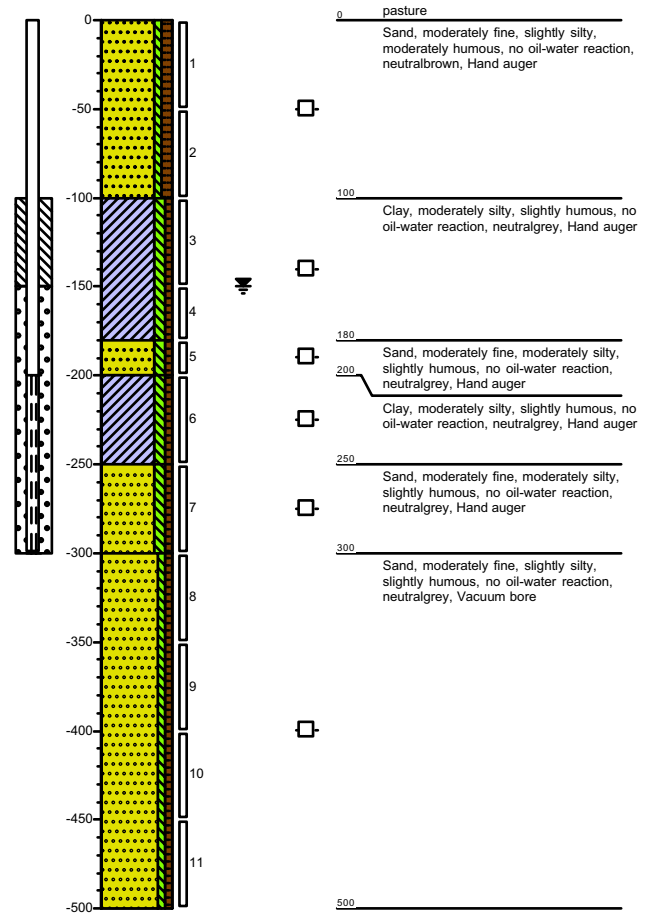 0
-50
-100
-150
-200
-250
-300
-350
-400
-450
-500
1
2
3
4
5
6
7
8
9
10
11
0
pasture
Sand, moderately fine, slightly silty,
moderately humous, no oil-water reaction,
neutralbrown, Hand auger
100
Clay, moderately silty, slightly humous, no
oil-water reaction, neutralgrey, Hand auger
180
Sand, moderately fine, moderately silty,
slightly humous, no oil-water reaction,
neutralgrey, Hand auger
200
Clay, moderately silty, slightly humous, no
oil-water reaction, neutralgrey, Hand auger
250
Sand, moderately fine, moderately silty,
slightly humous, no oil-water reaction,
neutralgrey, Hand auger
300
Sand, moderately fine, slightly silty,
slightly humous, no oil-water reaction,
neutralgrey, Vacuum bore
500